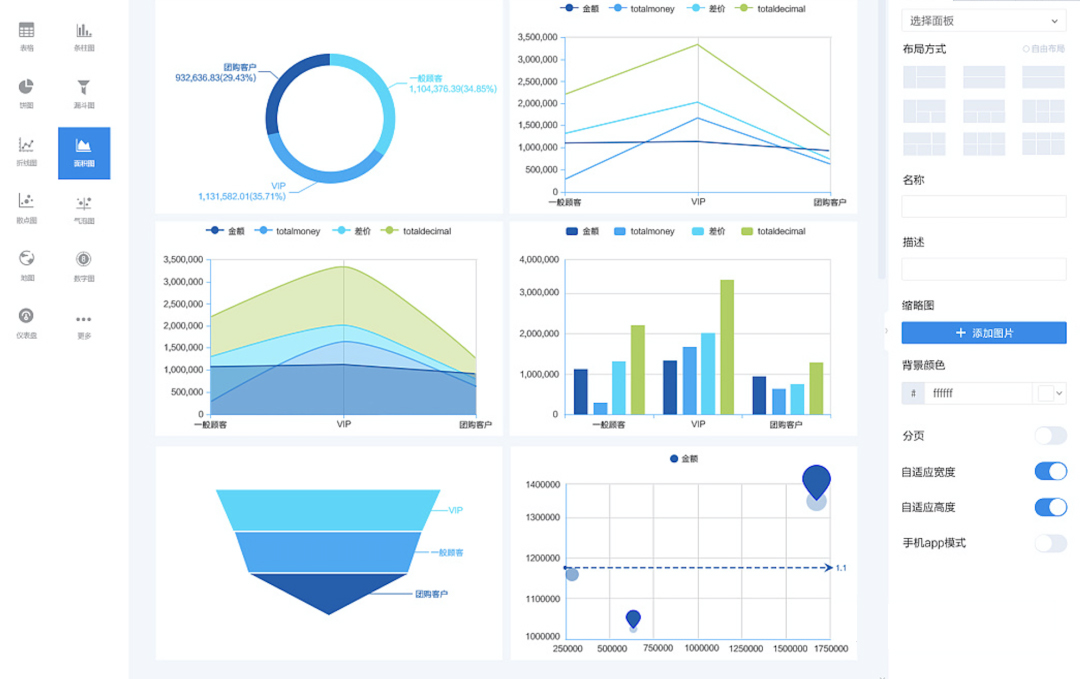 表格
条柱图
饼图
漏斗图
折线图
面积图
散点图
气泡图
地图
数字图
仪表盘
更多
团购客户
932,636.83(29.43%)
一般顾客
1,104,376.39(34.85%)
VIP
1,131,582.01(35.71%)
金额 totalmoney 差价 totaldecimal
3,500,000
3,000,000
2,500,000
2,000,000
1,500,000
1,000,000
500,000
0
一般顾客 VIP 团购客户
金额 totalmoney 差价 totaldecimal
3,500,000
3,000,000
2,500,000
2,000,000
1,500,000
1,000,000
500,000
0
一般顾客 VIP 团购客户
金额 totalmoney 差价 totaldecimal
4,000,000
3,000,000
2,000,000
1,000,000
0
一般顾客 VIP 团购客户
VIP
一般顾客
团购客户
金额
1400000
1300000
1200000
1.1
1100000
1000000
250000 500000 750000 1000000 1250000 1500000 1750000
选择面板
布局方式 自由布局
名称
描述
缩略图
+ 添加图片
背景颜色
# ffffff
分页
自适应宽度
自适应高度
手机app模式